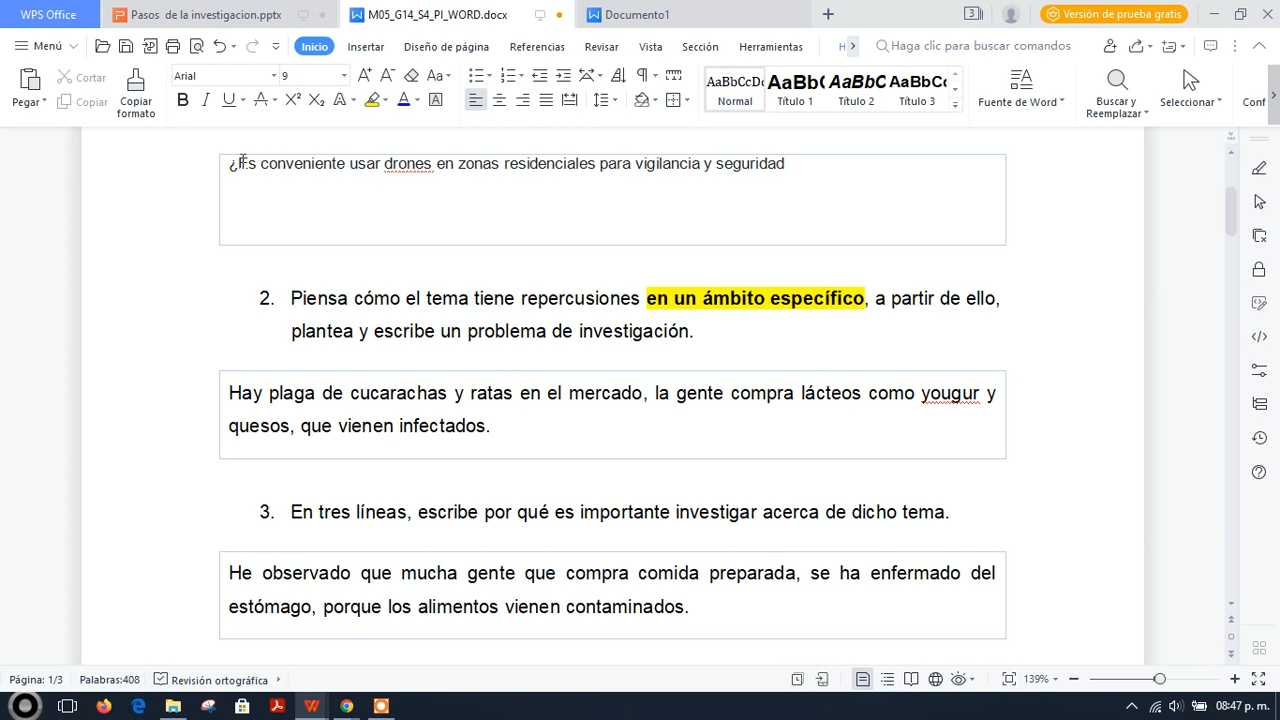 WPS Office
Pasos de la investigacion.pptx
M05_G14_S4_PI_WORD.docx
Documento1
3
Versión de prueba gratis
Menú
Inicio
Insertar
Diseño de página
Referencias
Revisar
Vista
Sección
Herramientas
Haga clic para buscar comandos
Pegar
Cortar
Copiar
Copiar formato
Arial
9
AaBbCcDc
Normal
AaBb(
Título 1
AaBbC
Título 2
AaBbC(
Título 3
Fuente de Word
Buscar y Reemplazar
Seleccionar
Conf
¿Es conveniente usar drones en zonas residenciales para vigilancia y seguridad
2. Piensa cómo el tema tiene repercusiones en un ámbito específico, a partir de ello,
plantea y escribe un problema de investigación.
Hay plaga de cucarachas y ratas en el mercado, la gente compra lácteos como yougur y
quesos, que vienen infectados.
3. En tres líneas, escribe por qué es importante investigar acerca de dicho tema.
He observado que mucha gente que compra comida preparada, se ha enfermado del
estómago, porque los alimentos vienen contaminados.
Página: 1/3
Palabras:408
Revisión ortográfica
139%
08:47 p. m.